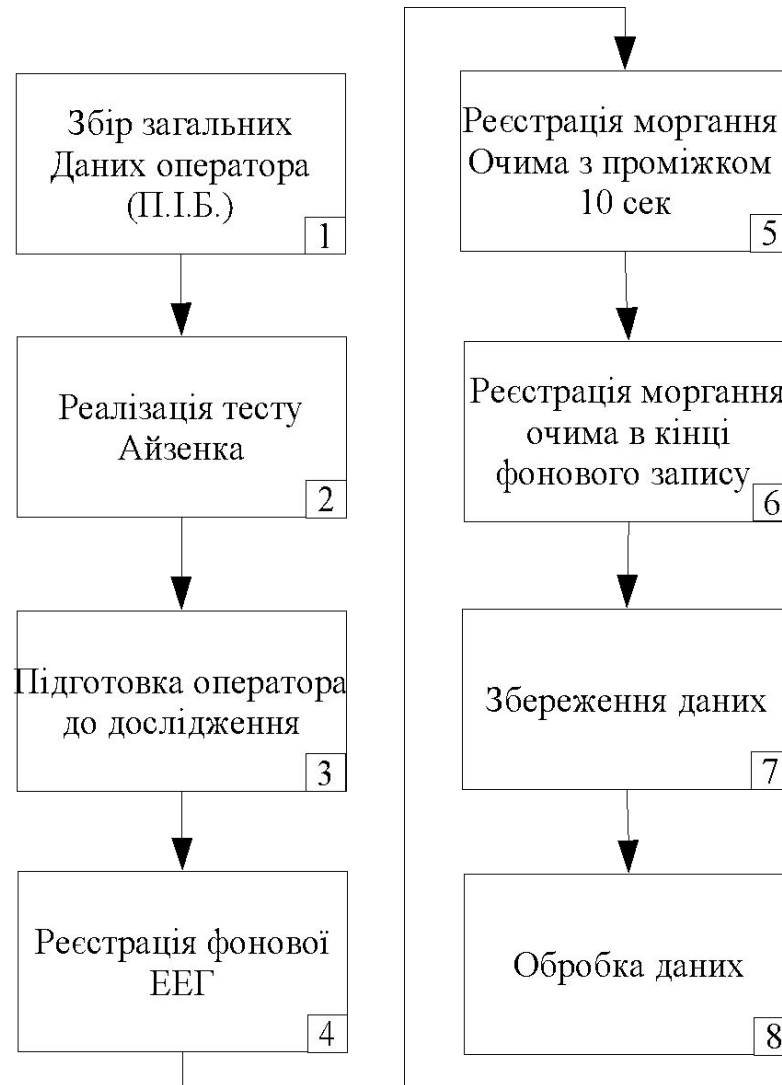 Збір загальних
Даних оператора
(П.І.Б.)
1
Реалізація тесту
Айзенка
2
Підготовка оператора
до дослідження
3
Реєстрація фонової
ЕЕГ
4
Реєстрація моргання
Очима з проміжком
10 сек
5
Реєстрація моргання
очима в кінці
фонового запису
6
Збереження даних
7
Обробка даних
8